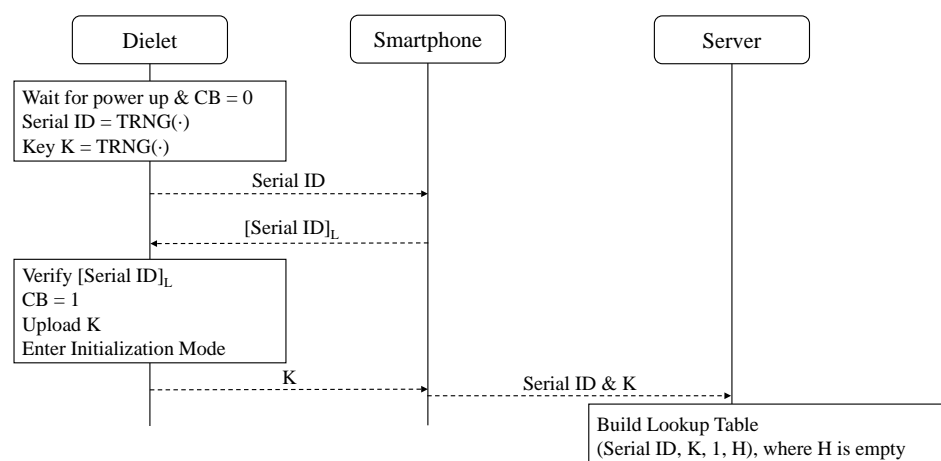 Dielet
Smartphone
Server
Wait for power up & CB = 0
Serial ID = TRNG(·)
Key K = TRNG(·)
Serial ID
[Serial ID]L
Verify [Serial ID]L
CB = 1
Upload K
Enter Initialization Mode
K
Serial ID & K
Build Lookup Table
(Serial ID, K, 1, H), where H is empty